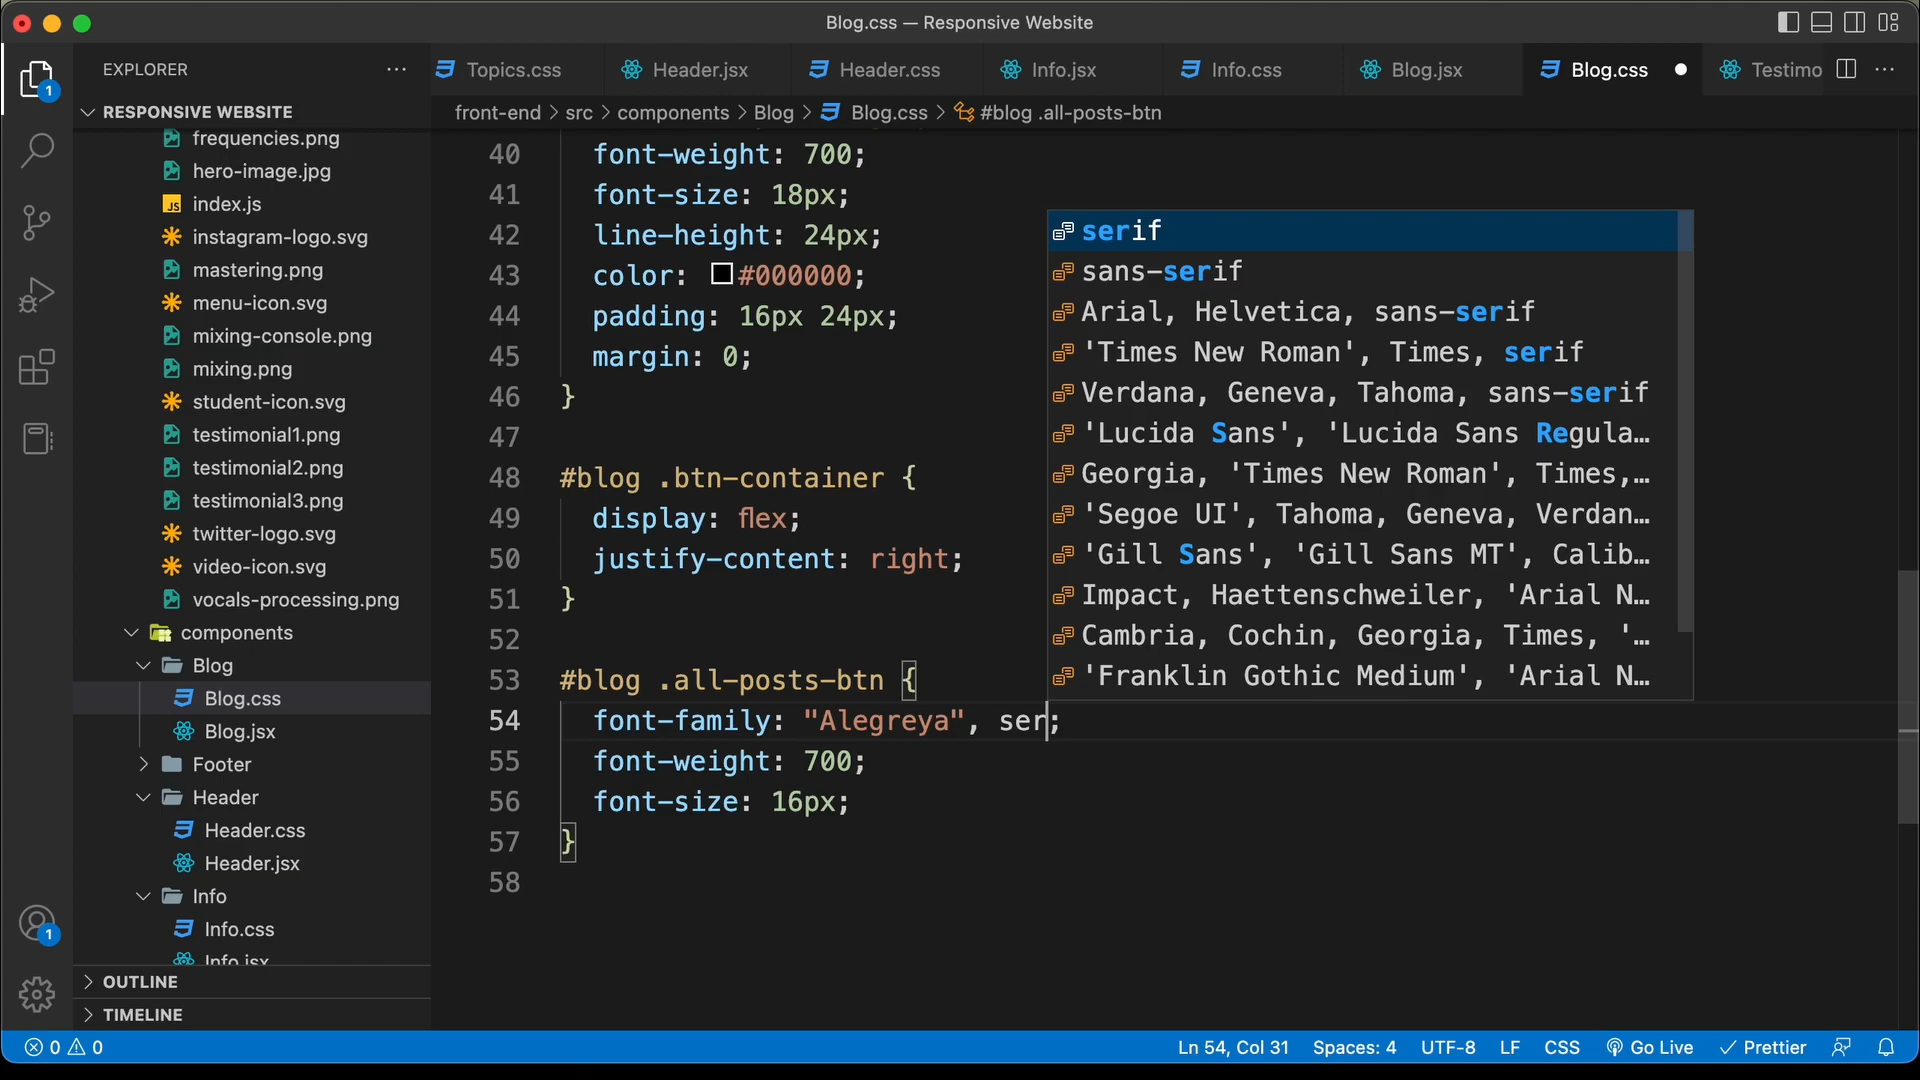 Blog.css — Responsive Website
EXPLORER
Topics.css
Header.jsx
Header.css
Info.jsx
Info.css
Blog.jsx
Blog.css
Testimo
1
RESPONSIVE WEBSITE
front-end > src > components > Blog > Blog.css > #blog .all-posts-btn
frequencies.png
hero-image.jpg
index.js
instagram-logo.svg
mastering.png
menu-icon.svg
mixing-console.png
mixing.png
student-icon.svg
testimonial1.png
testimonial2.png
testimonial3.png
twitter-logo.svg
video-icon.svg
vocals-processing.png
components
Blog
Blog.css
Blog.jsx
Footer
Header
Header.css
Header.jsx
Info
Info.css
Info.jsx
OUTLINE
TIMELINE
1
40 font-weight: 700;
41 font-size: 18px;
42 line-height: 24px;
43 color: #000000;
44 padding: 16px 24px;
45 margin: 0;
46 }
47
48 #blog .btn-container {
49 display: flex;
50 justify-content: right;
51 }
52
53 #blog .all-posts-btn {
54 font-family: "Alegreya", ser;
55 font-weight: 700;
56 font-size: 16px;
57 }
58
serif
sans-serif
Arial, Helvetica, sans-serif
'Times New Roman', Times, serif
Verdana, Geneva, Tahoma, sans-serif
'Lucida Sans', 'Lucida Sans Regula…
Georgia, 'Times New Roman', Times,…
'Segoe UI', Tahoma, Geneva, Verdan…
'Gill Sans', 'Gill Sans MT', Calib…
Impact, Haettenschweiler, 'Arial N…
Cambria, Cochin, Georgia, Times, '…
'Franklin Gothic Medium', 'Arial N…
0 0
Ln 54, Col 31
Spaces: 4
UTF-8
LF
CSS
Go Live
Prettier